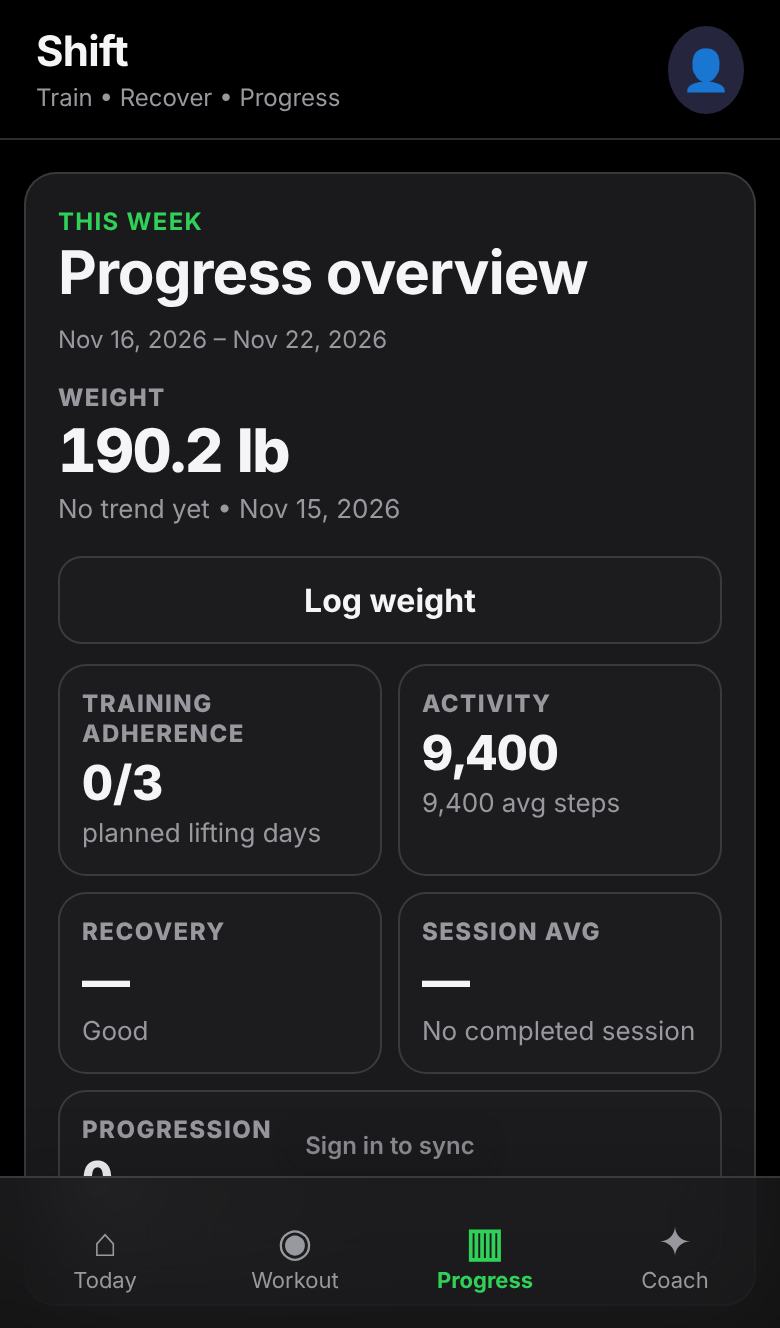 Shift
Train • Recover • Progress
THIS WEEK
Progress overview
Nov 16, 2026 – Nov 22, 2026
WEIGHT
190.2 lb
No trend yet • Nov 15, 2026
Log weight
TRAINING
ADHERENCE
0/3
planned lifting days
ACTIVITY
9,400
9,400 avg steps
RECOVERY
—
Good
SESSION AVG
—
No completed session
PROGRESSION
0
Sign in to sync
Today
Workout
Progress
Coach